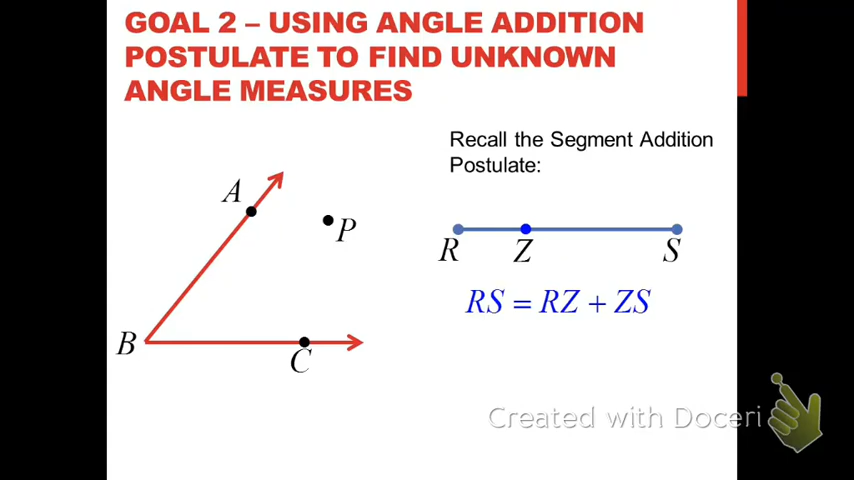 GOAL 2 – USING ANGLE ADDITION
POSTULATE TO FIND UNKNOWN
ANGLE MEASURES
Recall the Segment Addition
Postulate:
A
P
B
C
R Z S
RS = RZ + ZS
Created with Doceri